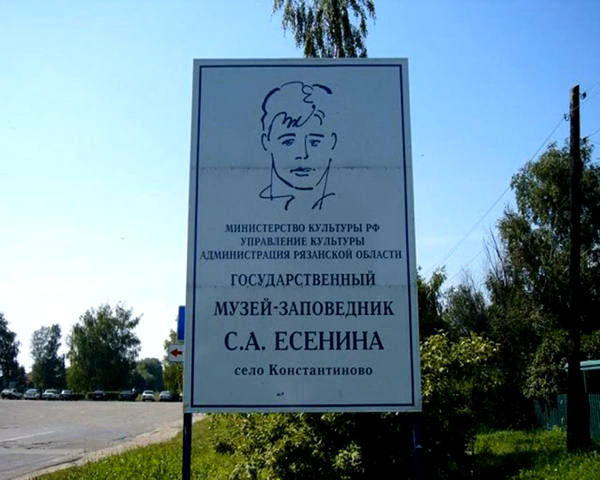 МИНИСТЕРСТВО КУЛЬТУРЫ РФ
УПРАВЛЕНИЕ КУЛЬТУРЫ
АДМИНИСТРАЦИЯ РЯЗАНСКОЙ ОБЛАСТИ
ГОСУДАРСТВЕННЫЙ
МУЗЕЙ-ЗАПОВЕДНИК
С.А. ЕСЕНИНА
село Константиново